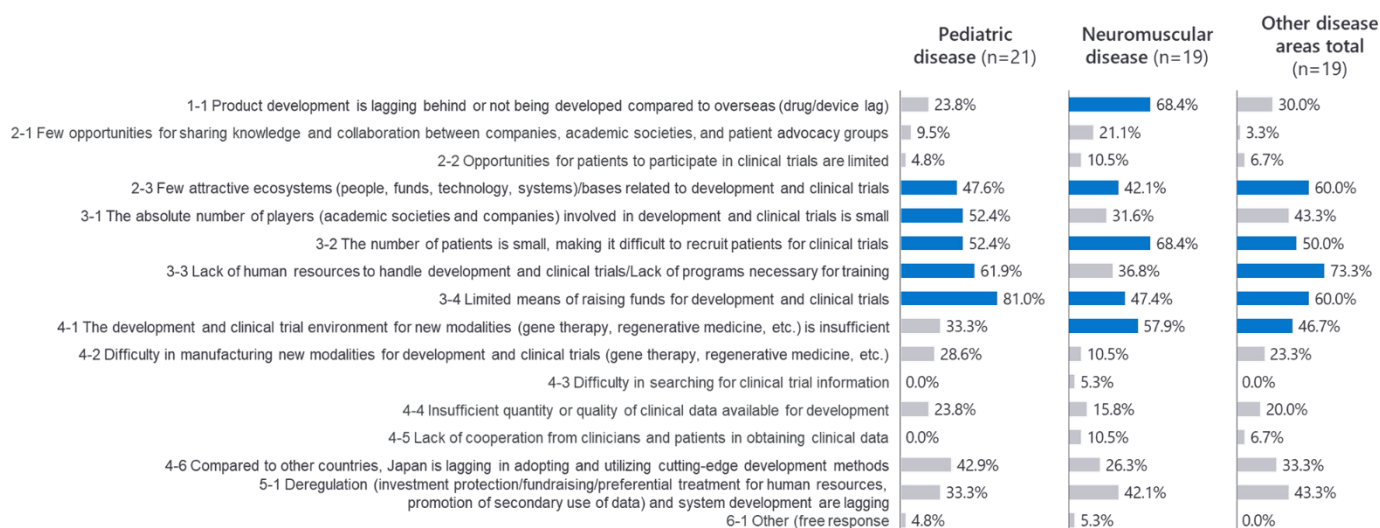 Pediatric disease (n=21)
Neuromuscular disease (n=19)
Other disease areas total (n=19)
1-1 Product development is lagging behind or not being developed compared to overseas (drug/device lag) 23.8% 68.4% 30.0%
2-1 Few opportunities for sharing knowledge and collaboration between companies, academic societies, and patient advocacy groups 9.5% 21.1% 3.3%
2-2 Opportunities for patients to participate in clinical trials are limited 4.8% 10.5% 6.7%
2-3 Few attractive ecosystems (people, funds, technology, systems)/bases related to development and clinical trials 47.6% 42.1% 60.0%
3-1 The absolute number of players (academic societies and companies) involved in development and clinical trials is small 52.4% 31.6% 43.3%
3-2 The number of patients is small, making it difficult to recruit patients for clinical trials 52.4% 68.4% 50.0%
3-3 Lack of human resources to handle development and clinical trials/Lack of programs necessary for training 61.9% 36.8% 73.3%
3-4 Limited means of raising funds for development and clinical trials 81.0% 47.4% 60.0%
4-1 The development and clinical trial environment for new modalities (gene therapy, regenerative medicine, etc.) is insufficient 33.3% 57.9% 46.7%
4-2 Difficulty in manufacturing new modalities for development and clinical trials (gene therapy, regenerative medicine, etc.) 28.6% 10.5% 23.3%
4-3 Difficulty in searching for clinical trial information 0.0% 5.3% 0.0%
4-4 Insufficient quantity or quality of clinical data available for development 23.8% 15.8% 20.0%
4-5 Lack of cooperation from clinicians and patients in obtaining clinical data 0.0% 10.5% 6.7%
4-6 Compared to other countries, Japan is lagging in adopting and utilizing cutting-edge development methods 42.9% 26.3% 33.3%
5-1 Deregulation (investment protection/fundraising/preferential treatment for human resources,
promotion of secondary use of data) and system development are lagging 33.3% 42.1% 43.3%
6-1 Other (free response 4.8% 5.3% 0.0%